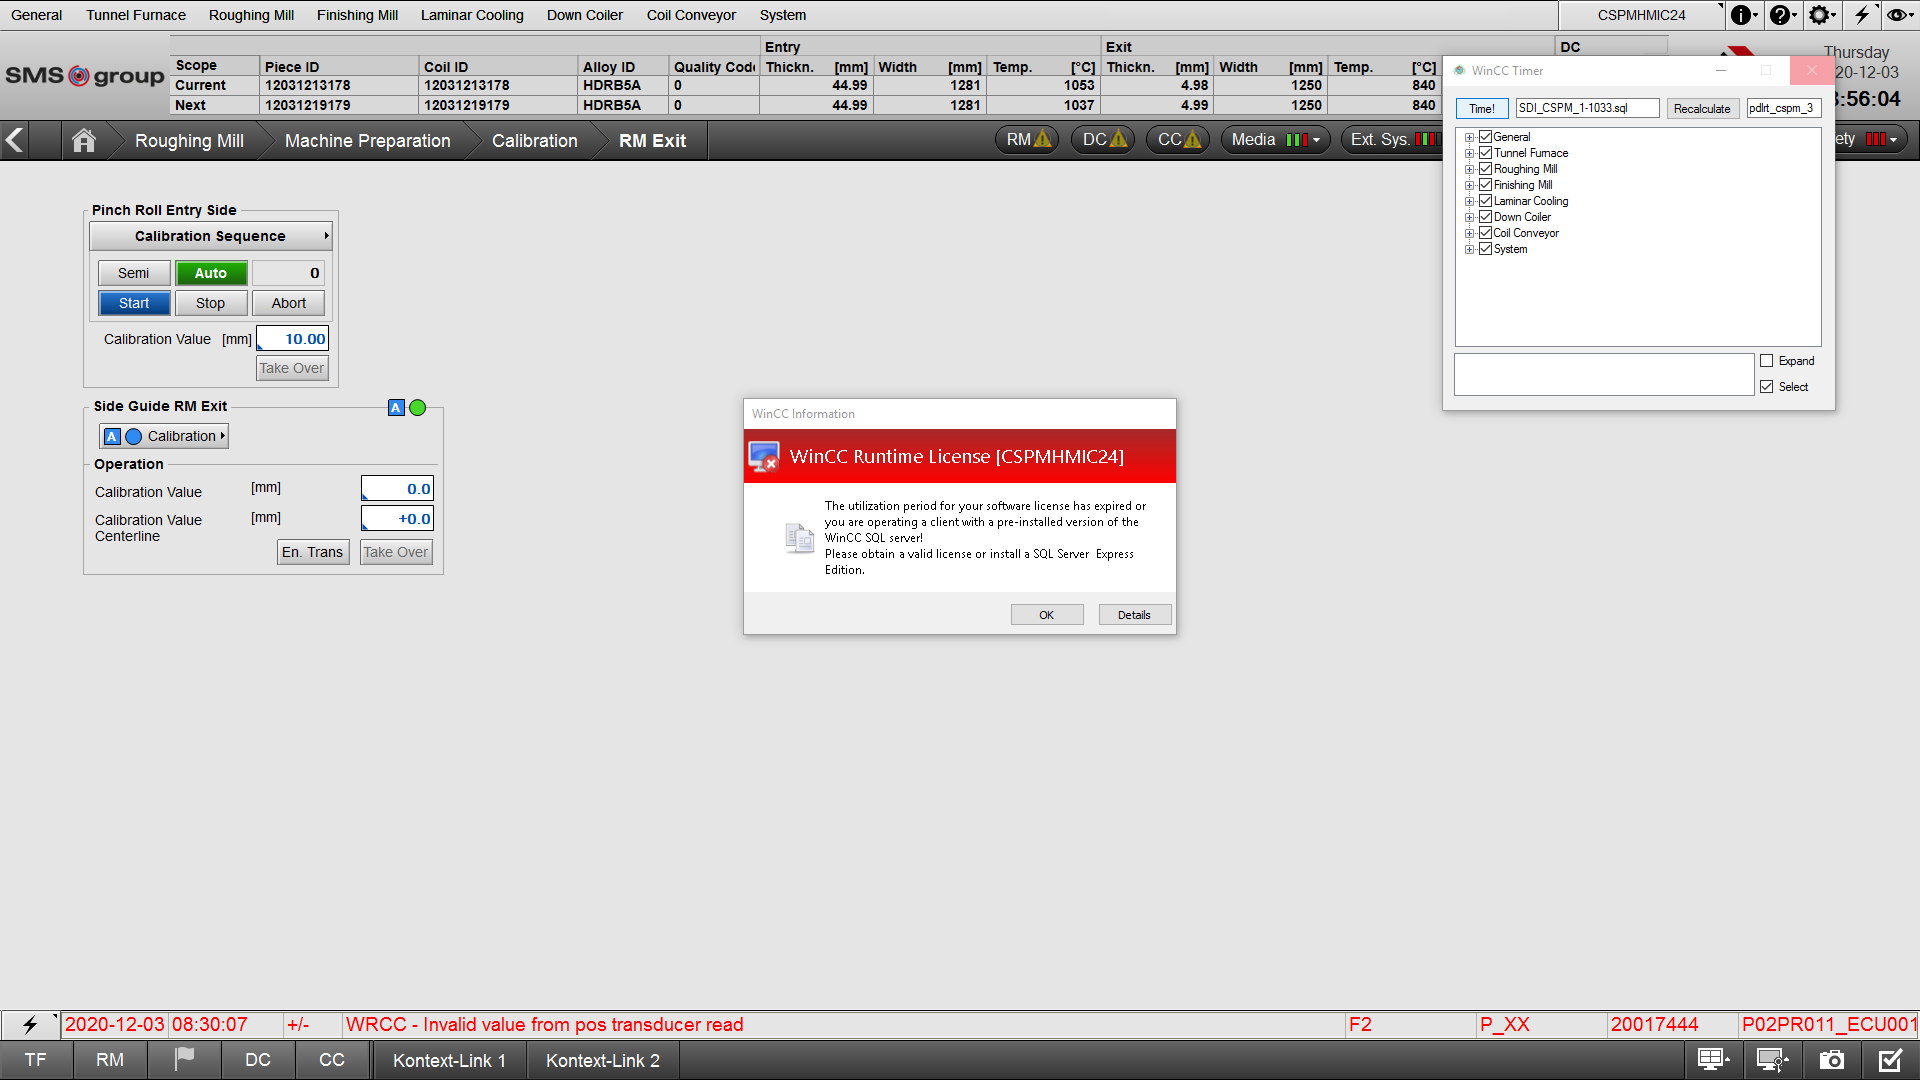 General Tunnel Furnace Roughing Mill Finishing Mill Laminar Cooling Down Coiler Coil Conveyor System CSPMHMIC24
SMS group
Entry Exit DC
Scope Piece ID Coil ID Alloy ID Quality Code Thickn. [mm] Width [mm] Temp. [°C] Thickn. [mm] Width [mm] Temp. [°C]
Current 12031213178 12031213178 HDRB5A 0 44.99 1281 1053 4.98 1250 840
Next 12031219179 12031219179 HDRB5A 0 44.99 1281 1037 4.99 1250 840
Thursday
20-12-03
:56:04
Roughing Mill Machine Preparation Calibration RM Exit RM DC CC Media Ext. Sys. ety
WinCC Timer
Time! SDI_CSPM_1-1033.sql Recalculate pdlrt_cspm_3
General
Tunnel Furnace
Roughing Mill
Finishing Mill
Laminar Cooling
Down Coiler
Coil Conveyor
System
Expand
Select
Pinch Roll Entry Side
Calibration Sequence
Semi Auto 0
Start Stop Abort
Calibration Value [mm] 10.00
Take Over
Side Guide RM Exit A
A Calibration
Operation
Calibration Value [mm] 0.0
Calibration Value Centerline [mm] +0.0
En. Trans Take Over
WinCC Information
WinCC Runtime License [CSPMHMIC24]
The utilization period for your software license has expired or
you are operating a client with a pre-installed version of the
WinCC SQL server!
Please obtain a valid license or install a SQL Server Express
Edition.
OK Details
2020-12-03 08:30:07 +/- WRCC - Invalid value from pos transducer read F2 P_XX 20017444 P02PR011_ECU001
TF RM DC CC Kontext-Link 1 Kontext-Link 2